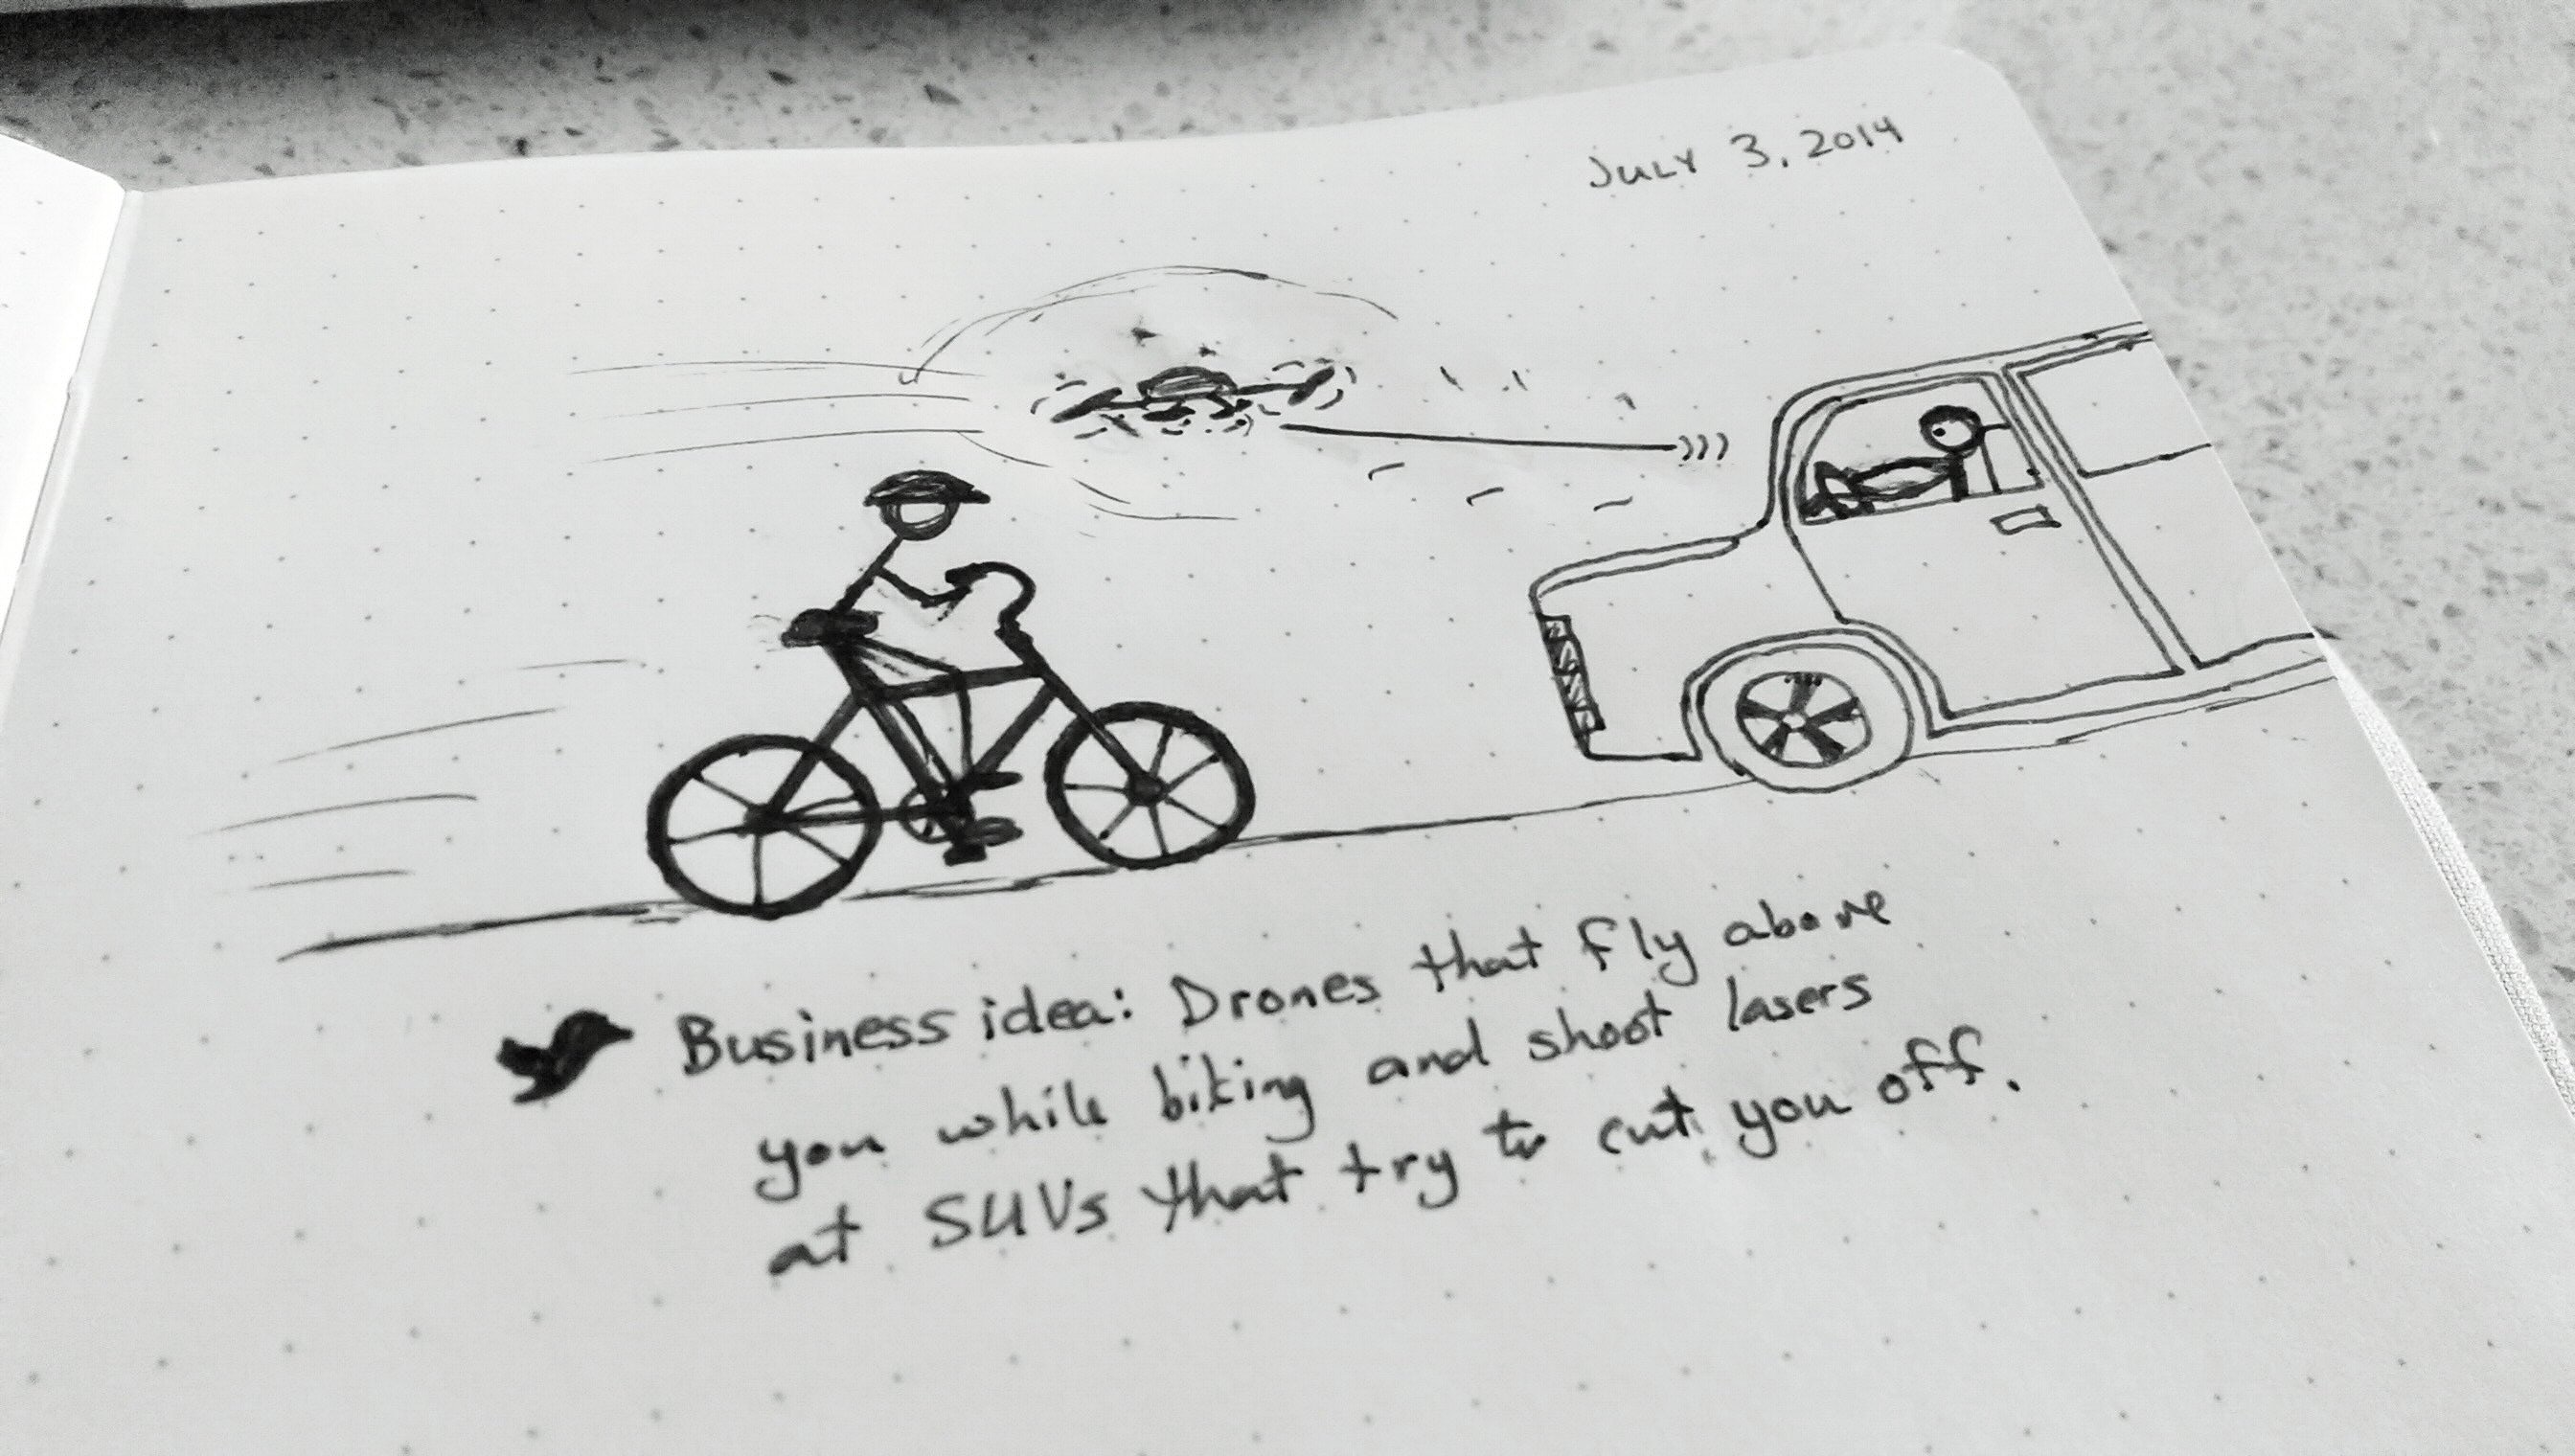 JULY 3, 2014
Business idea: Drones that fly above
you while biking and shoot lasers
at SUVs that try to cut you off.